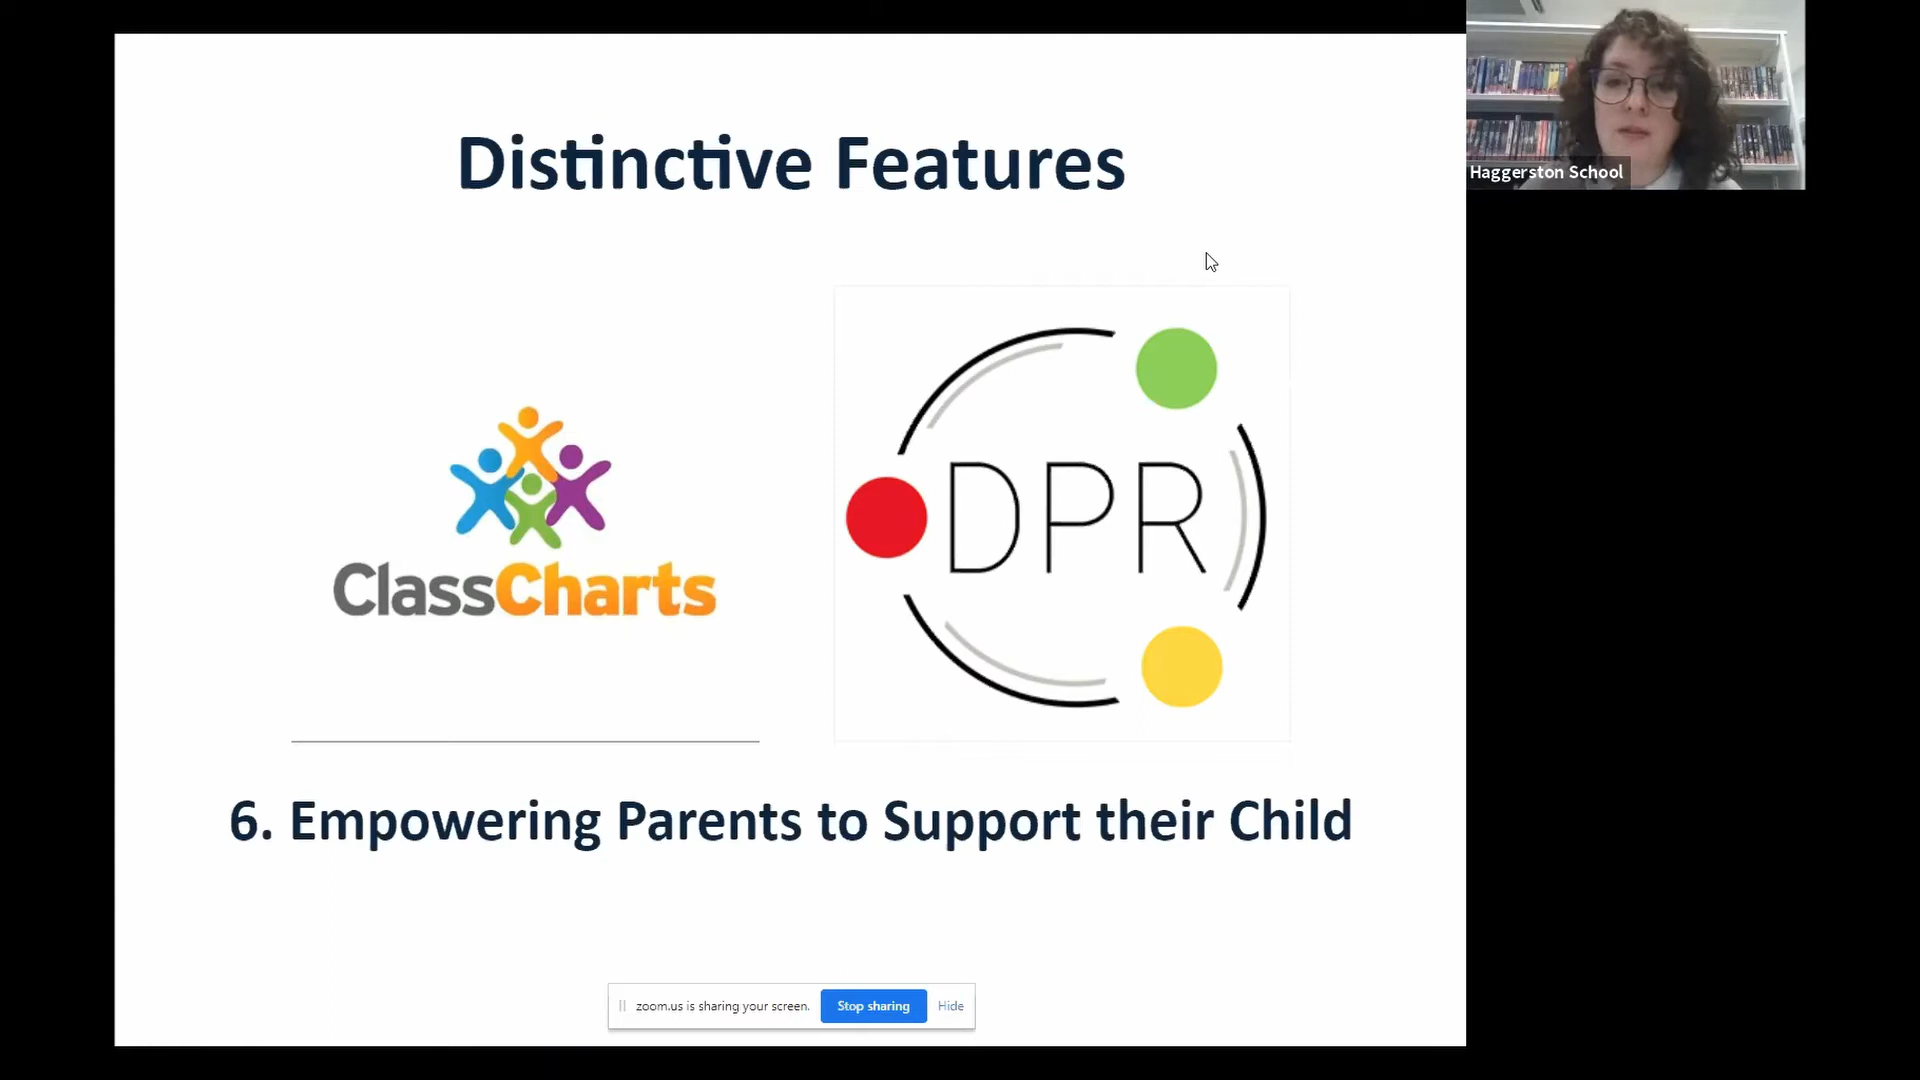 Distinctive Features
Haggerston School
ClassCharts
DPR
6. Empowering Parents to Support their Child
zoom.us is sharing your screen. Stop sharing Hide